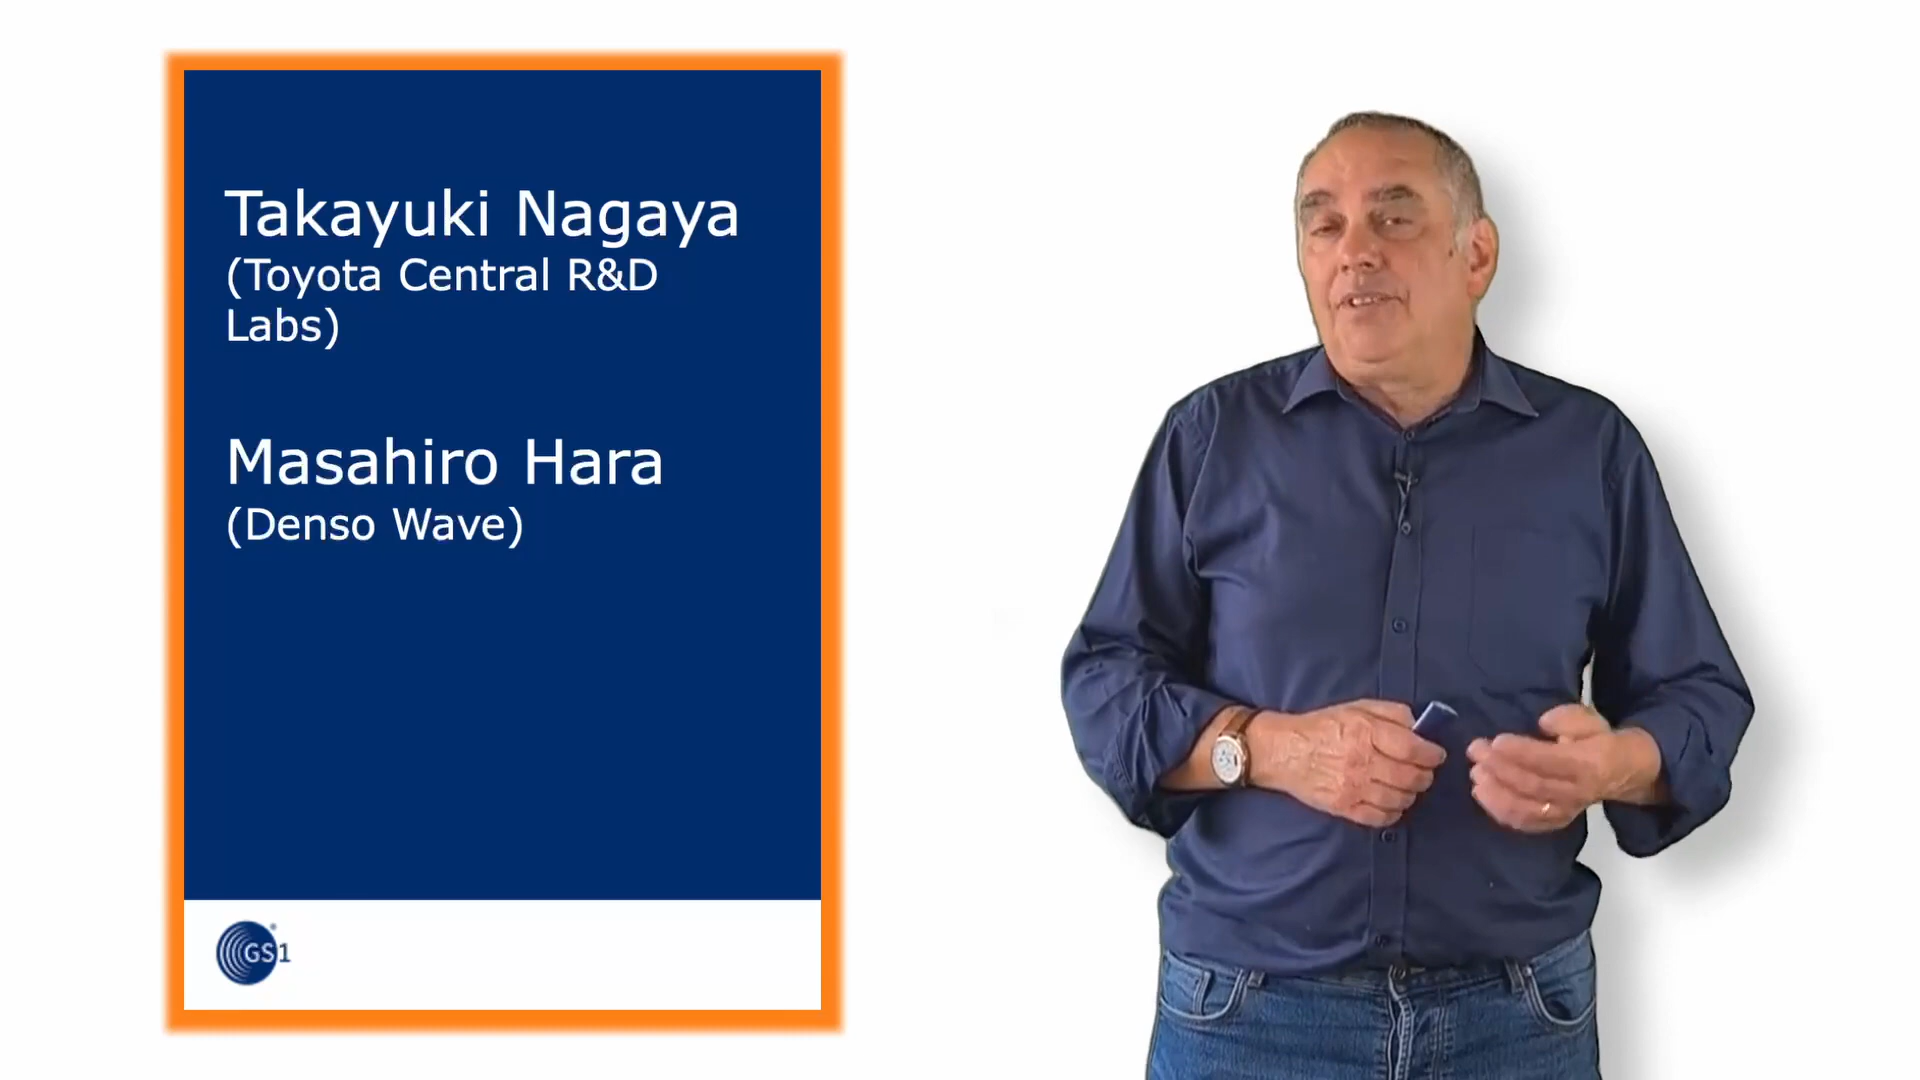 Takayuki Nagaya
(Toyota Central R&D
Labs)
Masahiro Hara
(Denso Wave)
GS1